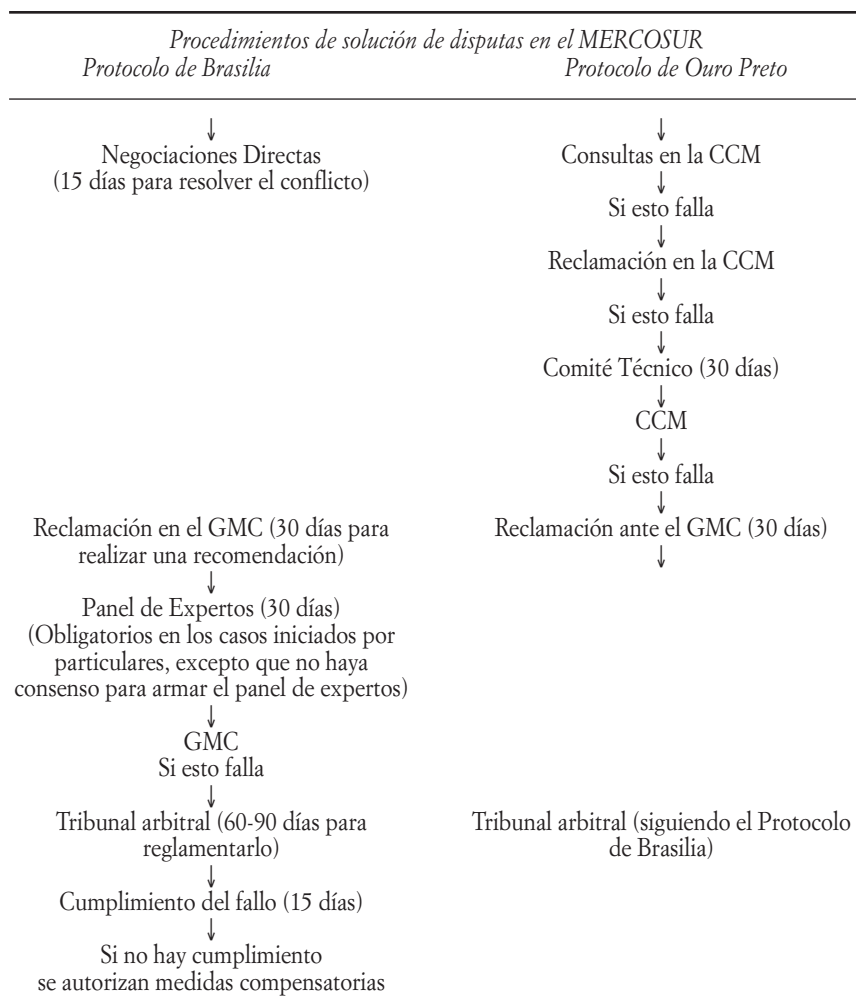 Procedimientos de solución de disputas en el MERCOSUR
Protocolo de Brasilia
Protocolo de Ouro Preto
↓
Negociaciones Directas
(15 días para resolver el conflicto)
↓
Consultas en la CCM
↓
Si esto falla
↓
Reclamación en la CCM
↓
Si esto falla
↓
Comité Técnico (30 días)
↓
CCM
↓
Si esto falla
↓
Reclamación en el GMC (30 días para
realizar una recomendación)
Reclamación ante el GMC (30 días)
↓
↓
Panel de Expertos (30 días)
(Obligatorios en los casos iniciados por
particulares, excepto que no haya
consenso para armar el panel de expertos)
↓
GMC
Si esto falla
↓
Tribunal arbitral (60-90 días para
reglamentarlo)
Tribunal arbitral (siguiendo el Protocolo
de Brasilia)
↓
Cumplimiento del fallo (15 días)
↓
Si no hay cumplimiento
se autorizan medidas compensatorias